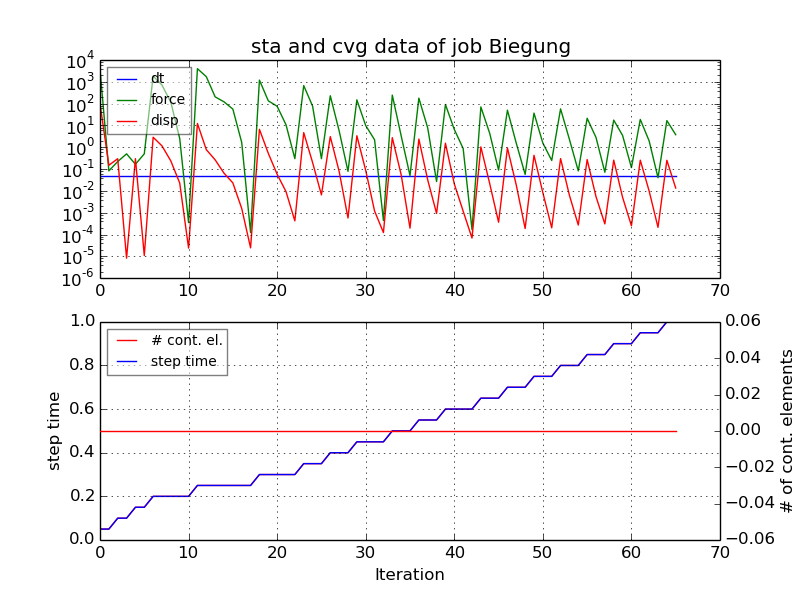 sta and cvg data of job Biegung
10^4
10^3
10^2
10^1
10^0
10^-1
10^-2
10^-3
10^-4
10^-5
10^-6
dt
force
disp
0 10 20 30 40 50 60 70
1.0
0.8
0.6
0.4
0.2
0.0
step time
# cont. el.
step time
0.06
0.04
0.02
0.00
−0.02
−0.04
−0.06
# of cont. elements
0 10 20 30 40 50 60 70
Iteration